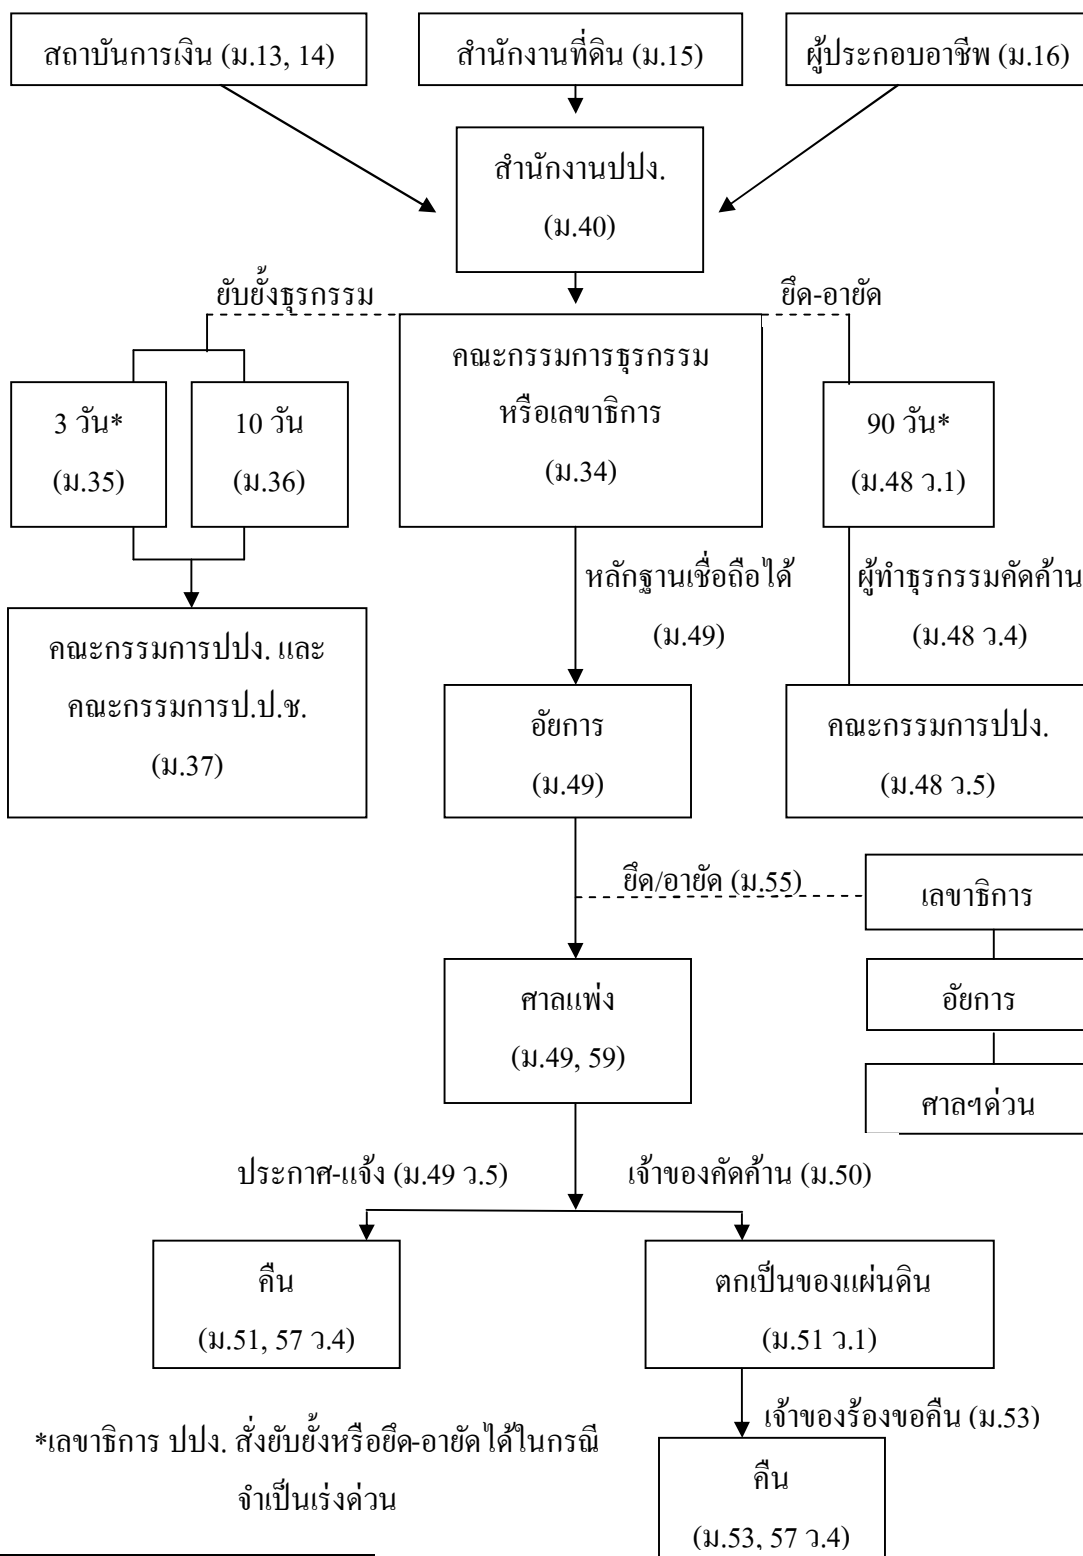 สถาบันการเงิน (ม.13, 14)
สำนักงานที่ดิน (ม.15)
ผู้ประกอบอาชีพ (ม.16)
สำนักงานปปง.
(ม.40)
ยับยั้งธุรกรรม
ยึด-อายัด
คณะกรรมการธุรกรรม
หรือเลขาธิการ
(ม.34)
3 วัน*
(ม.35)
10 วัน
(ม.36)
90 วัน*
(ม.48 ว.1)
หลักฐานเชื่อถือได้
(ม.49)
ผู้ทำธุรกรรมคัดค้าน
(ม.48 ว.4)
คณะกรรมการปปง. และ
คณะกรรมการป.ป.ช.
(ม.37)
อัยการ
(ม.49)
คณะกรรมการปปง.
(ม.48 ว.5)
ยึด/อายัด (ม.55)
เลขาธิการ
อัยการ
ศาลฯด่วน
ศาลแพ่ง
(ม.49, 59)
ประกาศ-แจ้ง (ม.49 ว.5)
เจ้าของคัดค้าน (ม.50)
คืน
(ม.51, 57 ว.4)
ตกเป็นของแผ่นดิน
(ม.51 ว.1)
เจ้าของร้องขอคืน (ม.53)
คืน
(ม.53, 57 ว.4)
*เลขาธิการ ปปง. สั่งยับยั้งหรือยึด-อายัดได้ในกรณี
จำเป็นเร่งด่วน